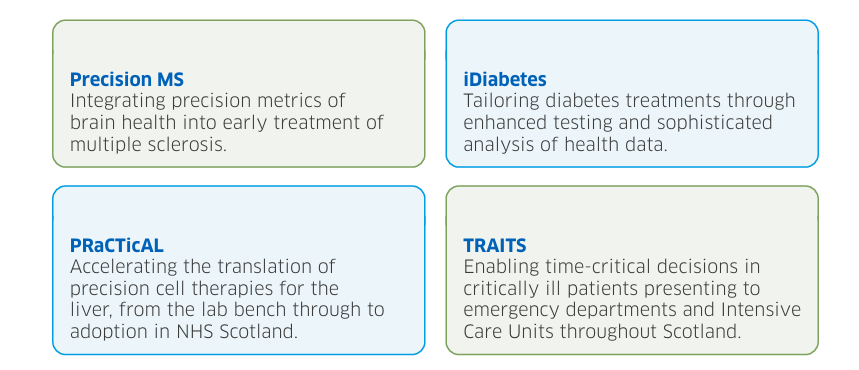 Precision MS
Integrating precision metrics of
brain health into early treatment of
multiple sclerosis.
iDiabetes
Tailoring diabetes treatments through
enhanced testing and sophisticated
analysis of health data.
PRaCTicAL
Accelerating the translation of
precision cell therapies for the
liver, from the lab bench through to
adoption in NHS Scotland.
TRAITS
Enabling time-critical decisions in
critically ill patients presenting to
emergency departments and Intensive
Care Units throughout Scotland.